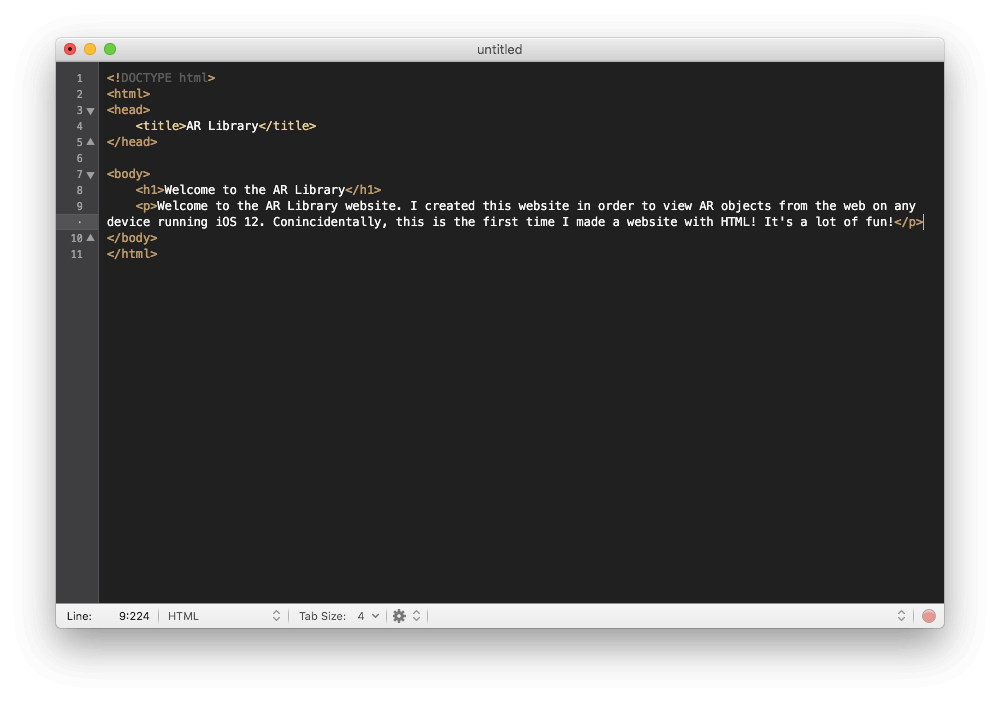 untitled
1 <!DOCTYPE html>
2 <html>
3 <head>
4 <title>AR Library</title>
5 </head>
6
7 <body>
8 <h1>Welcome to the AR Library</h1>
9 <p>Welcome to the AR Library website. I created this website in order to view AR objects from the web on any
· device running iOS 12. Conincidentally, this is the first time I made a website with HTML! It's a lot of fun!</p>
10 </body>
11 </html>
Line: 9:224 HTML Tab Size: 4